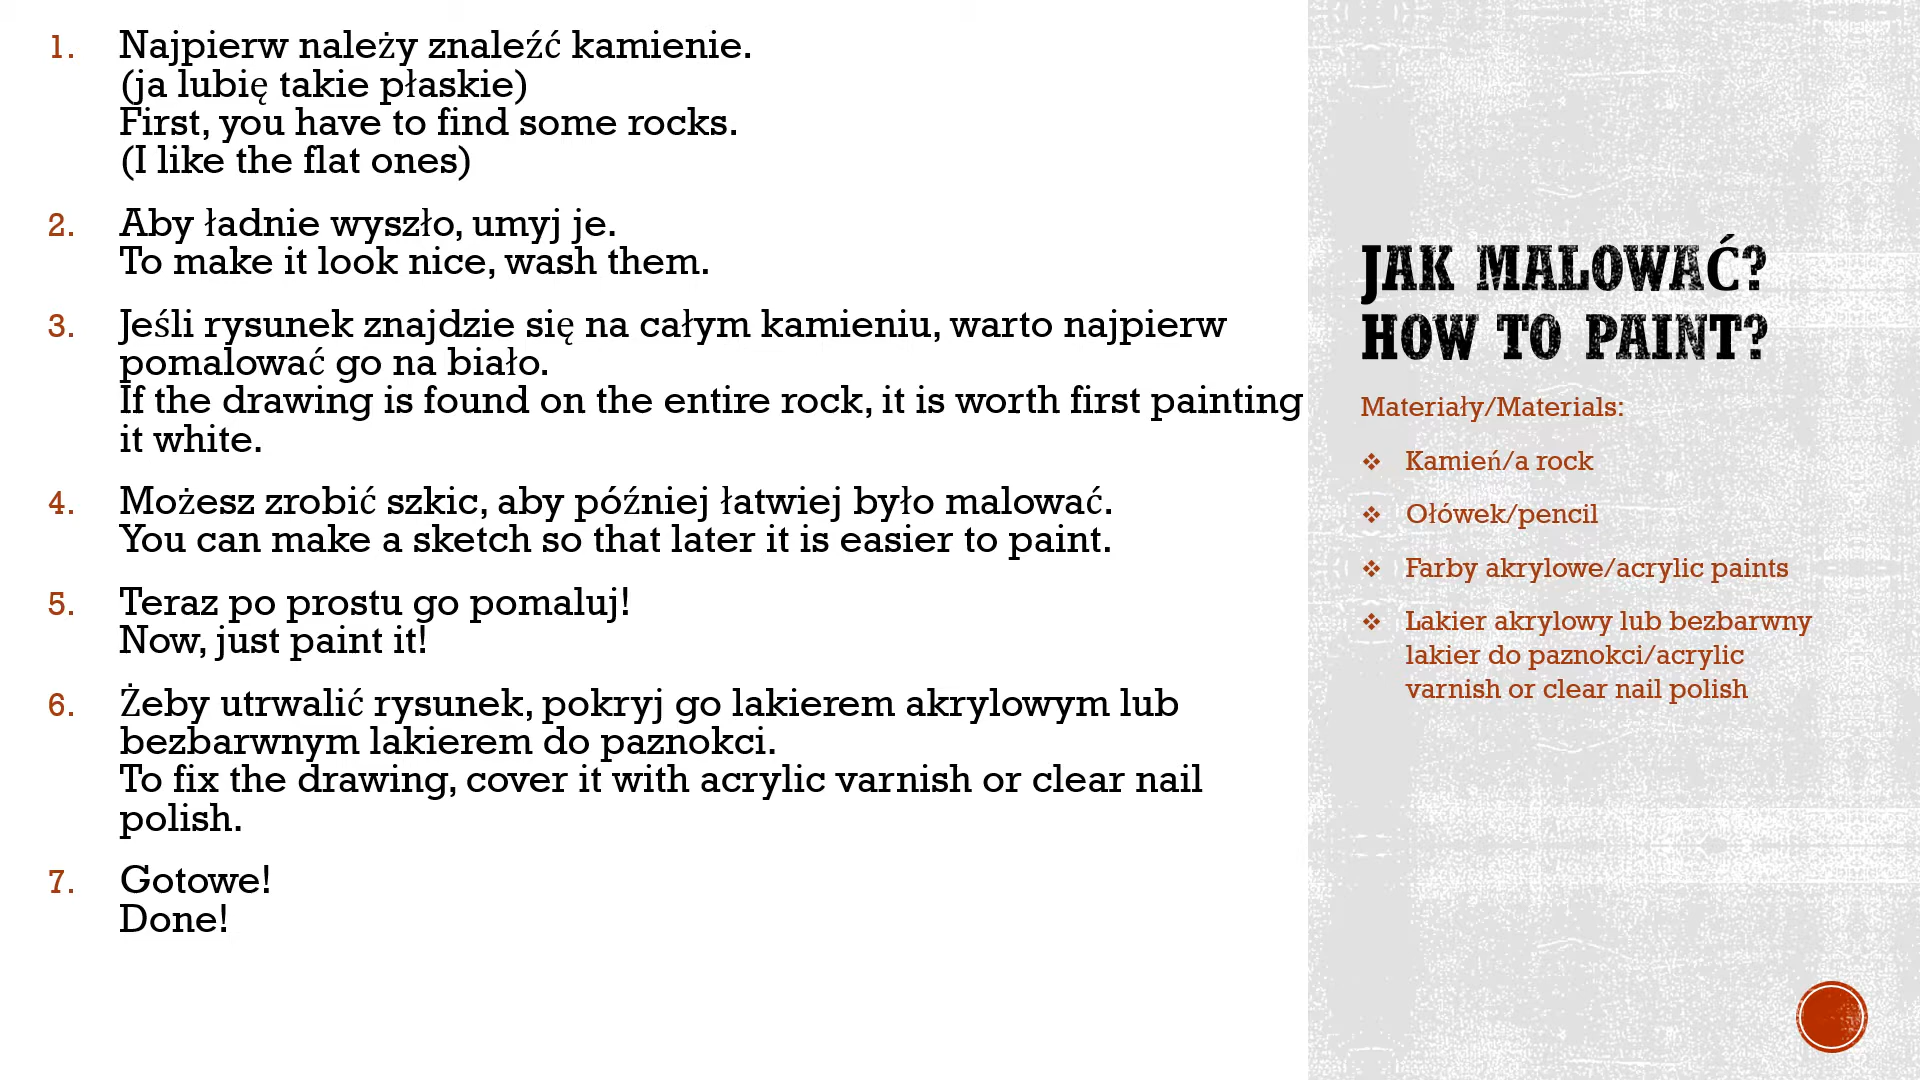 1. Najpierw należy znaleźć kamienie.
(ja lubię takie płaskie)
First, you have to find some rocks.
(I like the flat ones)
2. Aby ładnie wyszło, umyj je.
To make it look nice, wash them.
3. Jeśli rysunek znajdzie się na całym kamieniu, warto najpierw
pomalować go na biało.
If the drawing is found on the entire rock, it is worth first painting
it white.
4. Możesz zrobić szkic, aby później łatwiej było malować.
You can make a sketch so that later it is easier to paint.
5. Teraz po prostu go pomaluj!
Now, just paint it!
6. Żeby utrwalić rysunek, pokryj go lakierem akrylowym lub
bezbarwnym lakierem do paznokci.
To fix the drawing, cover it with acrylic varnish or clear nail
polish.
7. Gotowe!
Done!
JAK MALOWAĆ?
HOW TO PAINT?
Materiały/Materials:
❖ Kamień/a rock
❖ Ołówek/pencil
❖ Farby akrylowe/acrylic paints
❖ Lakier akrylowy lub bezbarwny
lakier do paznokci/acrylic
varnish or clear nail polish